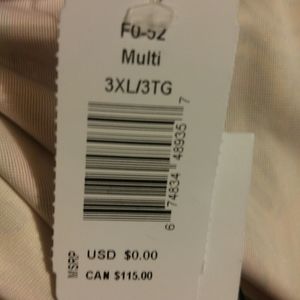 F0-52
Multi
3XL/3TG
6 74834 48935 7
MSRP
USD $0.00
CAN $115.00